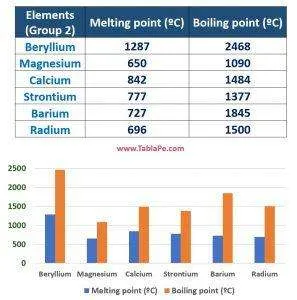 Elements (Group 2) Melting point (ºC) Boiling point (ºC)
Beryllium 1287 2468
Magnesium 650 1090
Calcium 842 1484
Strontium 777 1377
Barium 727 1845
Radium 696 1500
www.TablaPe.com
2500
2000
1500
1000
500
0
Beryllium Magnesium Calcium Strontium Barium Radium
Melting point (ºC) Boiling point (ºC)